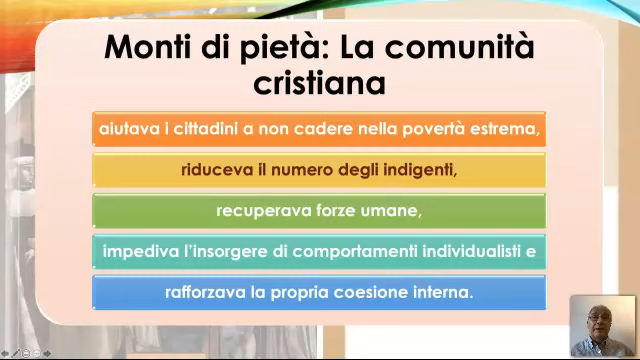 Monti di pietà: La comunità
cristiana
aiutava i cittadini a non cadere nella povertà estrema,
riduceva il numero degli indigenti,
recuperava forze umane,
impediva l'insorgere di comportamenti individualisti e
rafforzava la propria coesione interna.